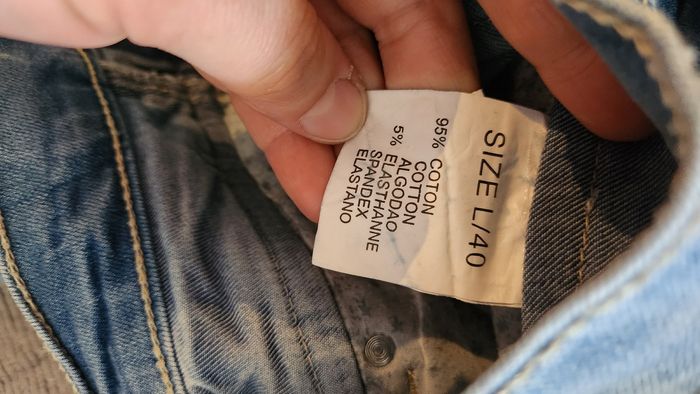 SIZE L/40
95% COTON
COTTON
ALGODAO
5% ELASTHANNE
SPANDEX
ELASTANO